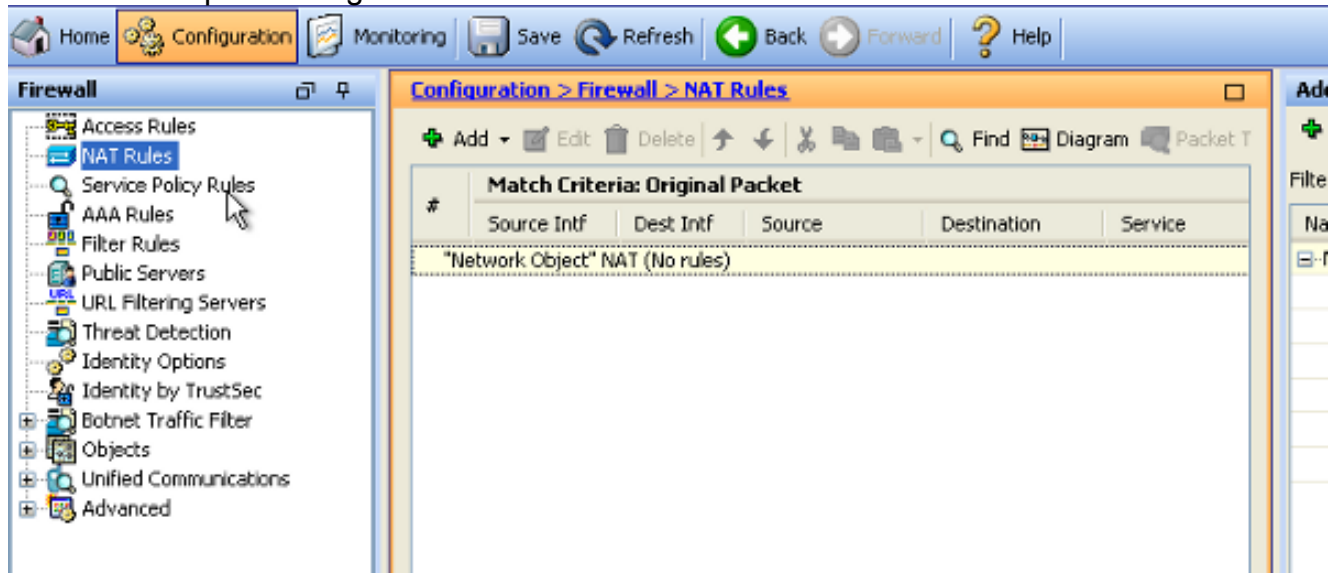 Home Configuration Monitoring Save Refresh Back Forward Help
Firewall
Access Rules
NAT Rules
Service Policy Rules
AAA Rules
Filter Rules
Public Servers
URL Filtering Servers
Threat Detection
Identity Options
Identity by TrustSec
Botnet Traffic Filter
Objects
Unified Communications
Advanced
Configuration > Firewall > NAT Rules
Add Edit Delete Find Diagram Packet T
# Match Criteria: Original Packet
Source Intf Dest Intf Source Destination Service
"Network Object" NAT (No rules)
Filte
Na